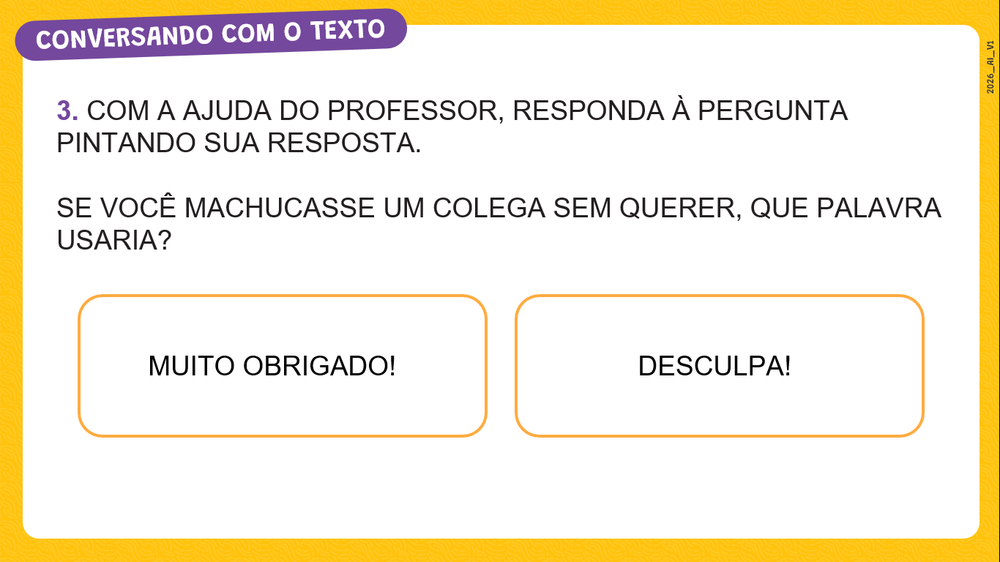 CONVERSANDO COM O TEXTO
2026_AI_V1
3. COM A AJUDA DO PROFESSOR, RESPONDA À PERGUNTA
PINTANDO SUA RESPOSTA.
SE VOCÊ MACHUCASSE UM COLEGA SEM QUERER, QUE PALAVRA
USARIA?
MUITO OBRIGADO!
DESCULPA!